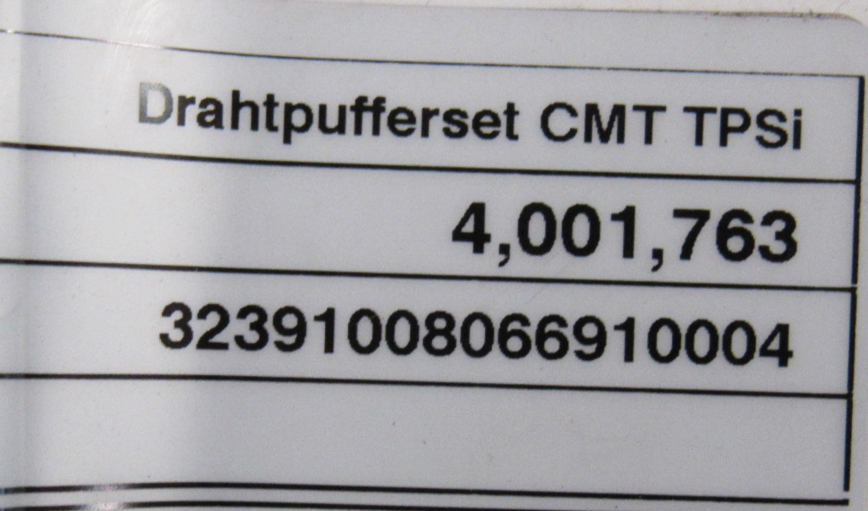 Drahtpufferset CMT TPSi
4,001,763
32391008066910004